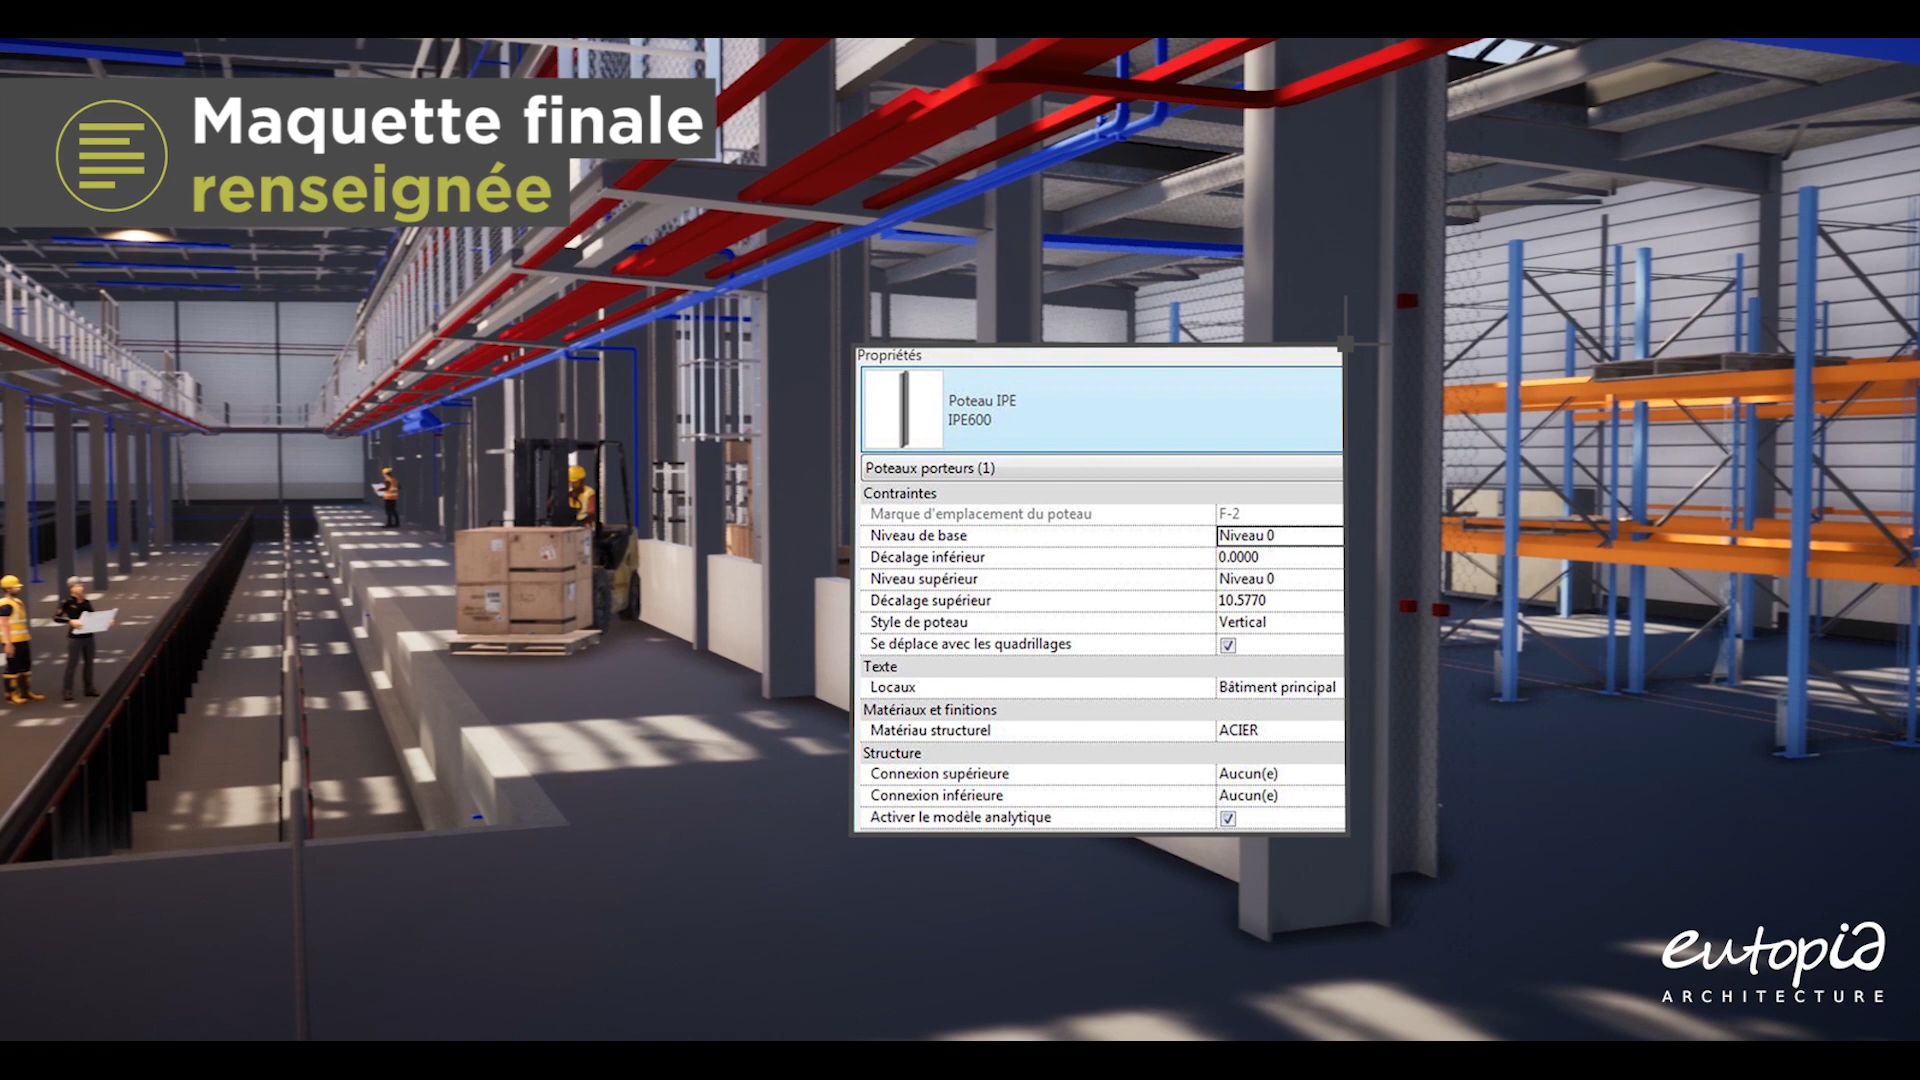 Maquette finale
renseignée
Propriétés
Poteau IPE
IPE600
Poteaux porteurs (1)
Contraintes
Marque d'emplacement du poteau F-2
Niveau de base Niveau 0
Décalage inférieur 0.0000
Niveau supérieur Niveau 0
Décalage supérieur 10.5770
Style de poteau Vertical
Se déplace avec les quadrillages
Texte
Locaux Bâtiment principal
Matériaux et finitions
Matériau structurel ACIER
Structure
Connexion supérieure Aucun(e)
Connexion inférieure Aucun(e)
Activer le modèle analytique
eutopia
ARCHITECTURE